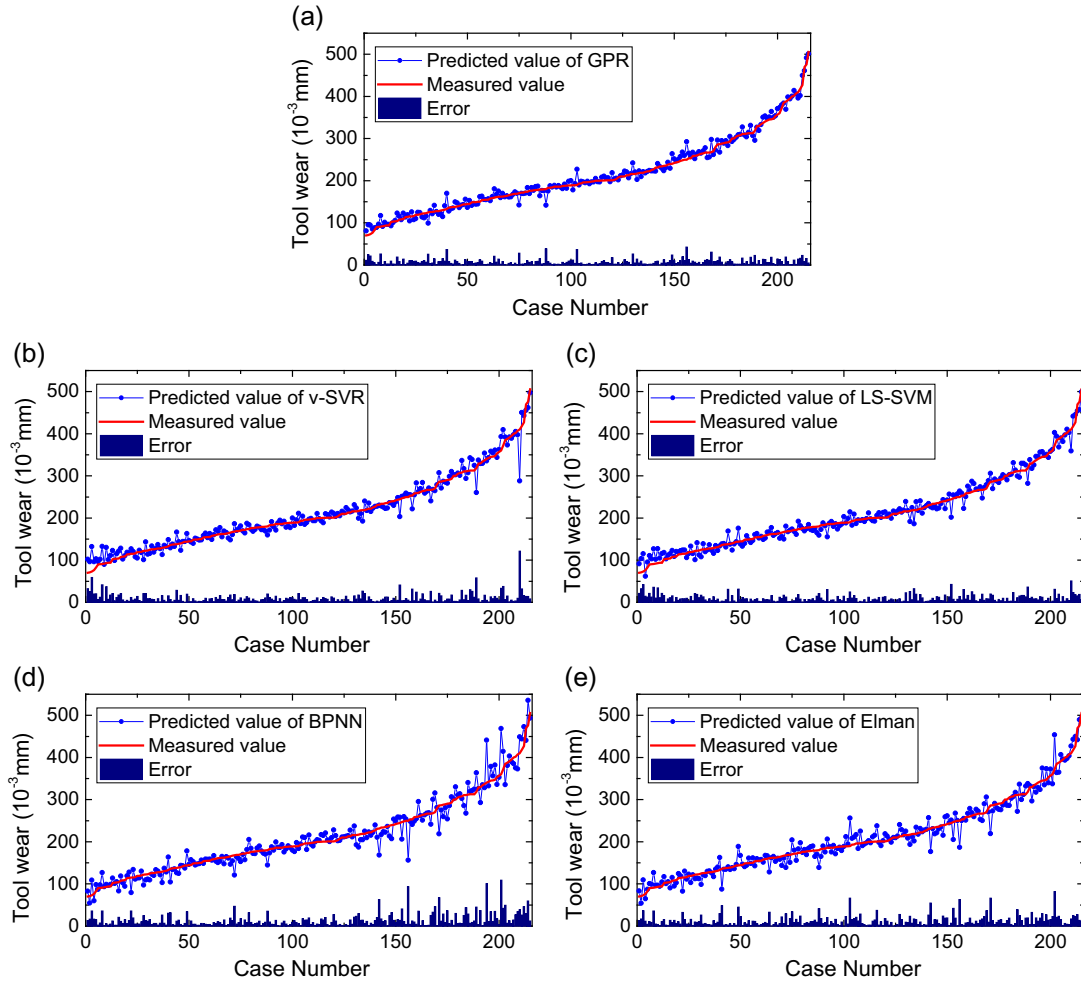 (a)
500
400
300
200
100
0
Tool wear (10⁻³mm)
Predicted value of GPR
Measured value
Error
50
100
150
200
Case Number
(b)
500
400
300
200
100
0
Tool wear (10⁻³mm)
Predicted value of v-SVR
Measured value
Error
0
50
100
150
200
Case Number
(c)
500
400
300
200
100
0
Tool wear (10⁻³mm)
Predicted value of LS-SVM
Measured value
Error
50
100
150
200
Case Number
(d)
500
400
300
200
100
0
Tool wear (10⁻³mm)
Predicted value of BPNN
Measured value
Error
0
50
100
150
200
Case Number
(e)
500
400
300
200
100
0
Tool wear (10⁻³mm)
Predicted value of Elman
Measured value
Error
0
50
100
150
200
Case Number